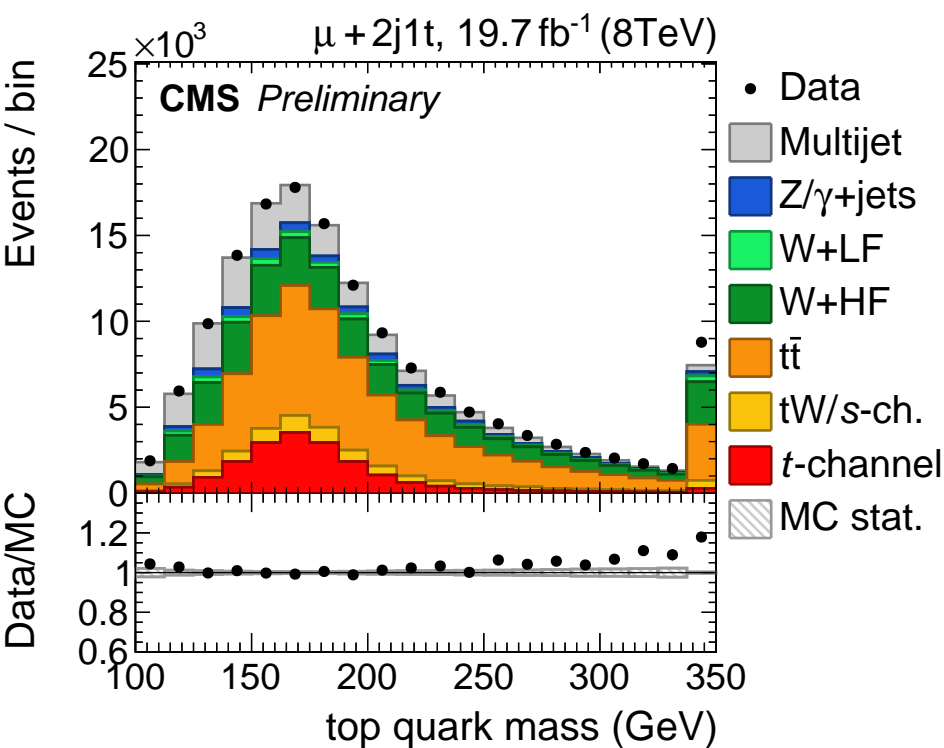 ×10³ μ + 2j1t, 19.7 fb⁻¹ (8TeV)
CMS Preliminary
Events / bin
25
20
15
10
5
0
Data
Multijet
Z/γ+jets
W+LF
W+HF
tt̄
tW/s-ch.
t-channel
MC stat.
Data/MC
1.2
1
0.8
0.6
100 150 200 250 300 350
top quark mass (GeV)